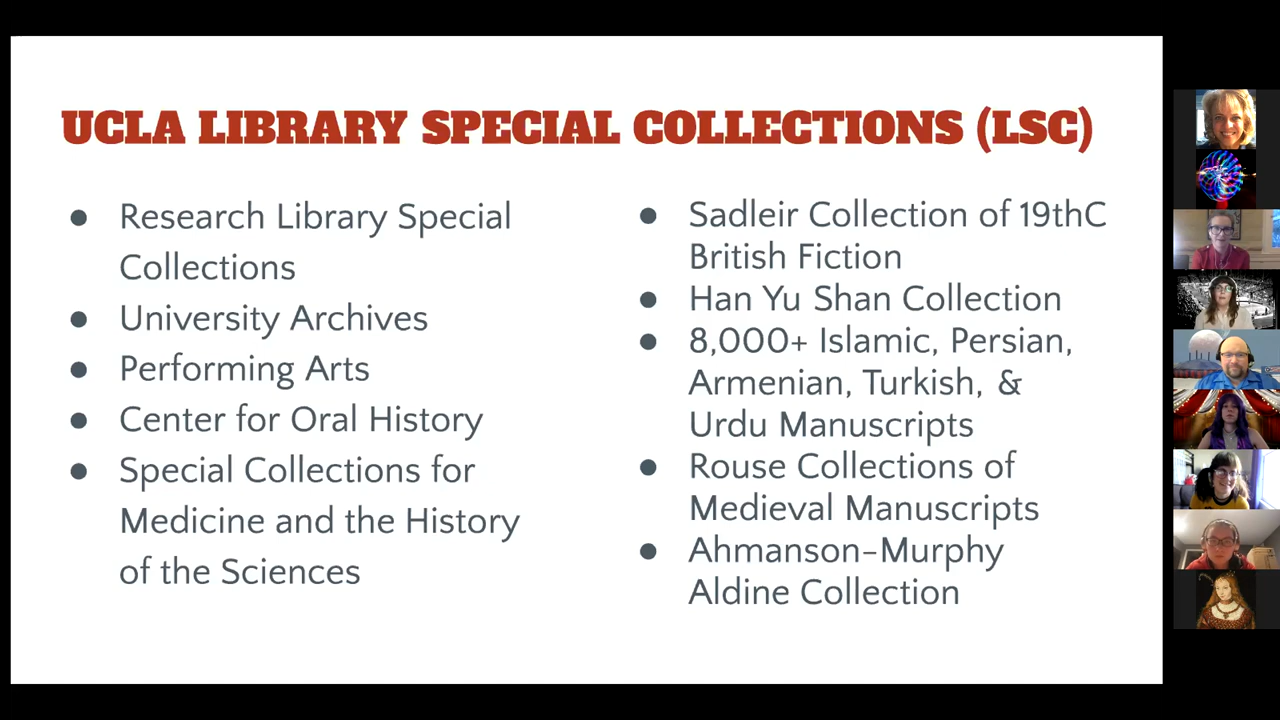 UCLA LIBRARY SPECIAL COLLECTIONS (LSC)
● Research Library Special
Collections
● University Archives
● Performing Arts
● Center for Oral History
● Special Collections for
Medicine and the History
of the Sciences
● Sadleir Collection of 19thC
British Fiction
● Han Yu Shan Collection
● 8,000+ Islamic, Persian,
Armenian, Turkish, &
Urdu Manuscripts
● Rouse Collections of
Medieval Manuscripts
● Ahmanson-Murphy
Aldine Collection